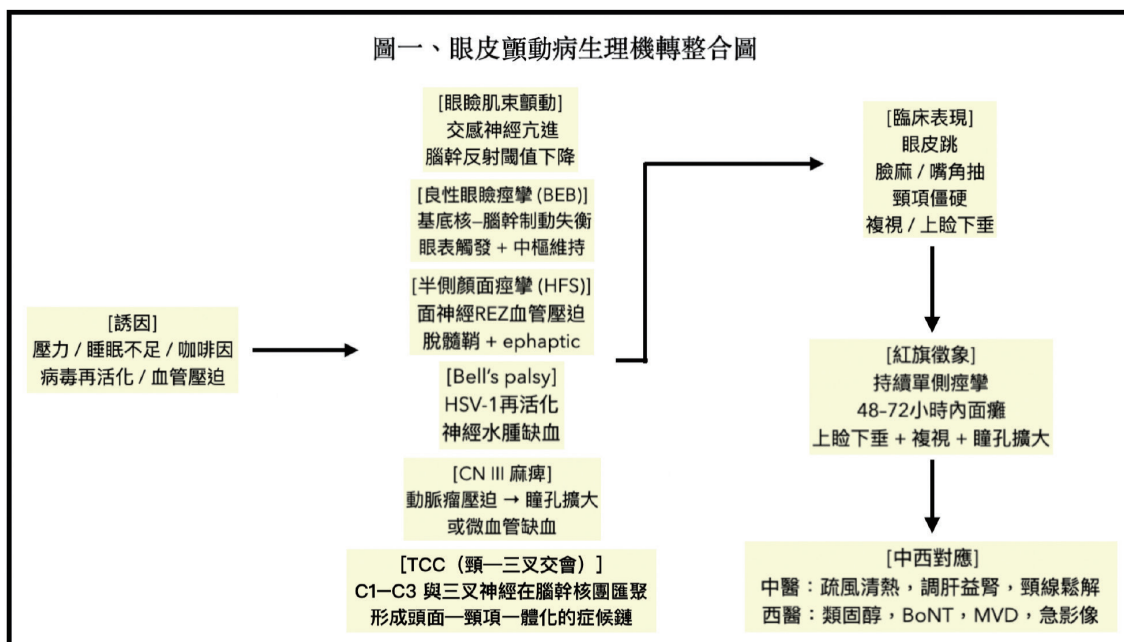 圖一、眼皮顫動病生理機轉整合圖
[誘因]
壓力 / 睡眠不足 / 咖啡因
病毒再活化 / 血管壓迫
[眼瞼肌束顫動]
交感神經亢進
腦幹反射閾值下降
[良性眼瞼痙攣 (BEB)]
基底核–腦幹制動失衡
眼表觸發 + 中樞維持
[半側顏面痙攣 (HFS)]
面神經REZ血管壓迫
脫髓鞘 + ephaptic
[Bell's palsy]
HSV-1再活化
神經水腫缺血
[CN III 麻痺]
動脈瘤壓迫 → 瞳孔擴大
或微血管缺血
[TCC（頸—三叉交會）]
C1—C3 與三叉神經在腦幹核團匯聚
形成頭面—頸項一體化的症候鏈
[臨床表現]
眼皮跳
臉麻 / 嘴角抽
頸項僵硬
複視 / 上瞼下垂
[紅旗徵象]
持續單側痙攣
48–72小時內面癱
上瞼下垂 + 複視 + 瞳孔擴大
[中西對應]
中醫：疏風清熱，調肝益腎，頸線鬆解
西醫：類固醇，BoNT，MVD，急影像